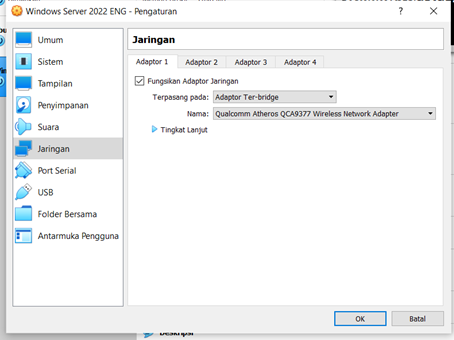 Windows Server 2022 ENG - Pengaturan
Umum
Sistem
Tampilan
Penyimpanan
Suara
Jaringan
Port Serial
USB
Folder Bersama
Antarmuka Pengguna
Jaringan
Adaptor 1 Adaptor 2 Adaptor 3 Adaptor 4
Fungsikan Adaptor Jaringan
Terpasang pada: Adaptor Ter-bridge
Nama: Qualcomm Atheros QCA9377 Wireless Network Adapter
Tingkat Lanjut
OK Batal